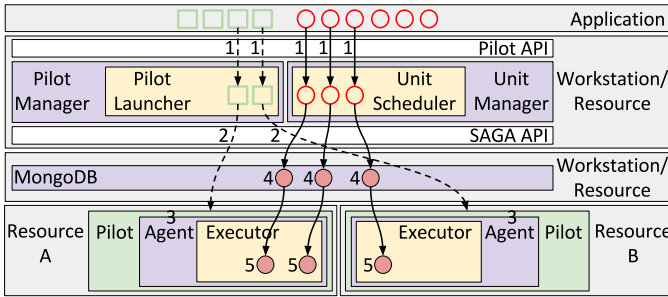 Application
1 1 1 1 1
Pilot API
Pilot Manager
Pilot Launcher
Unit Scheduler
Unit Manager
Workstation/
Resource
2 2 SAGA API
MongoDB 4 4 4
Workstation/
Resource
Resource A
Pilot
3
Agent
Executor
5 5
Executor
5
3
Agent
Pilot
Resource B